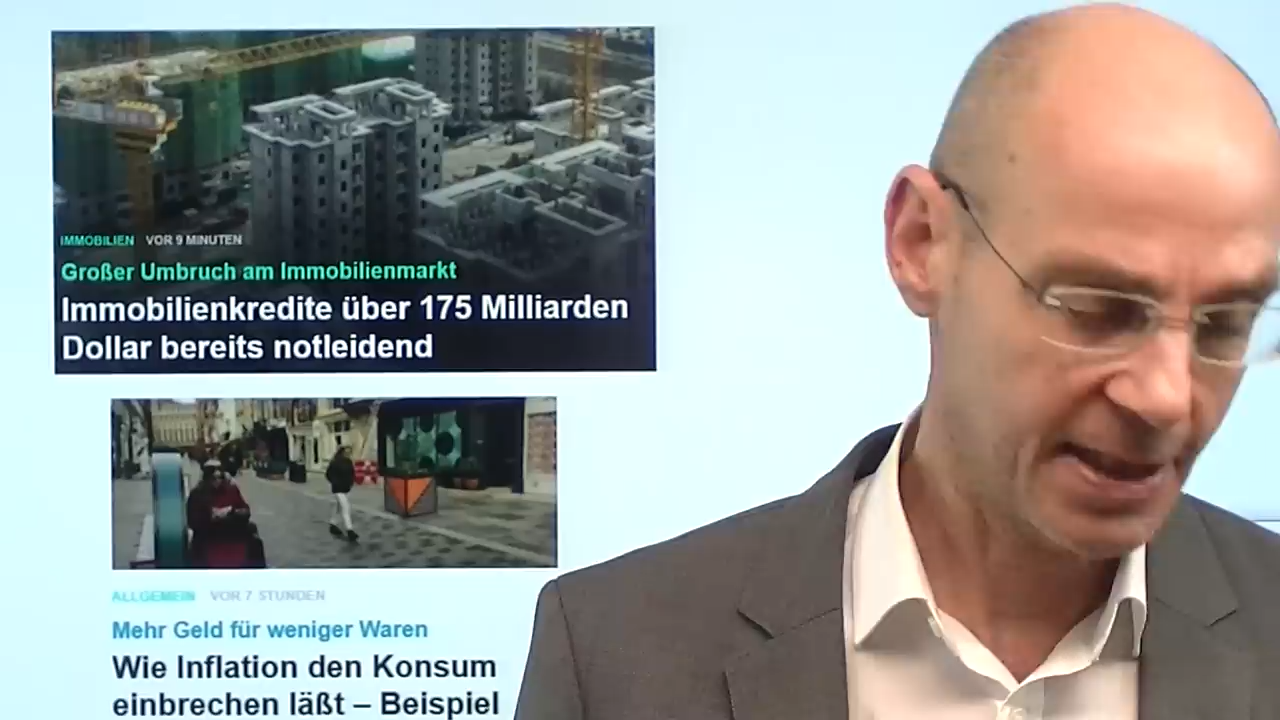 IMMOBILIEN VOR 9 MINUTEN
Großer Umbruch am Immobilienmarkt
Immobilienkredite über 175 Milliarden
Dollar bereits notleidend
ALLGEMEIN VOR 7 STUNDEN
Mehr Geld für weniger Waren
Wie Inflation den Konsum
einbrechen läßt – Beispiel